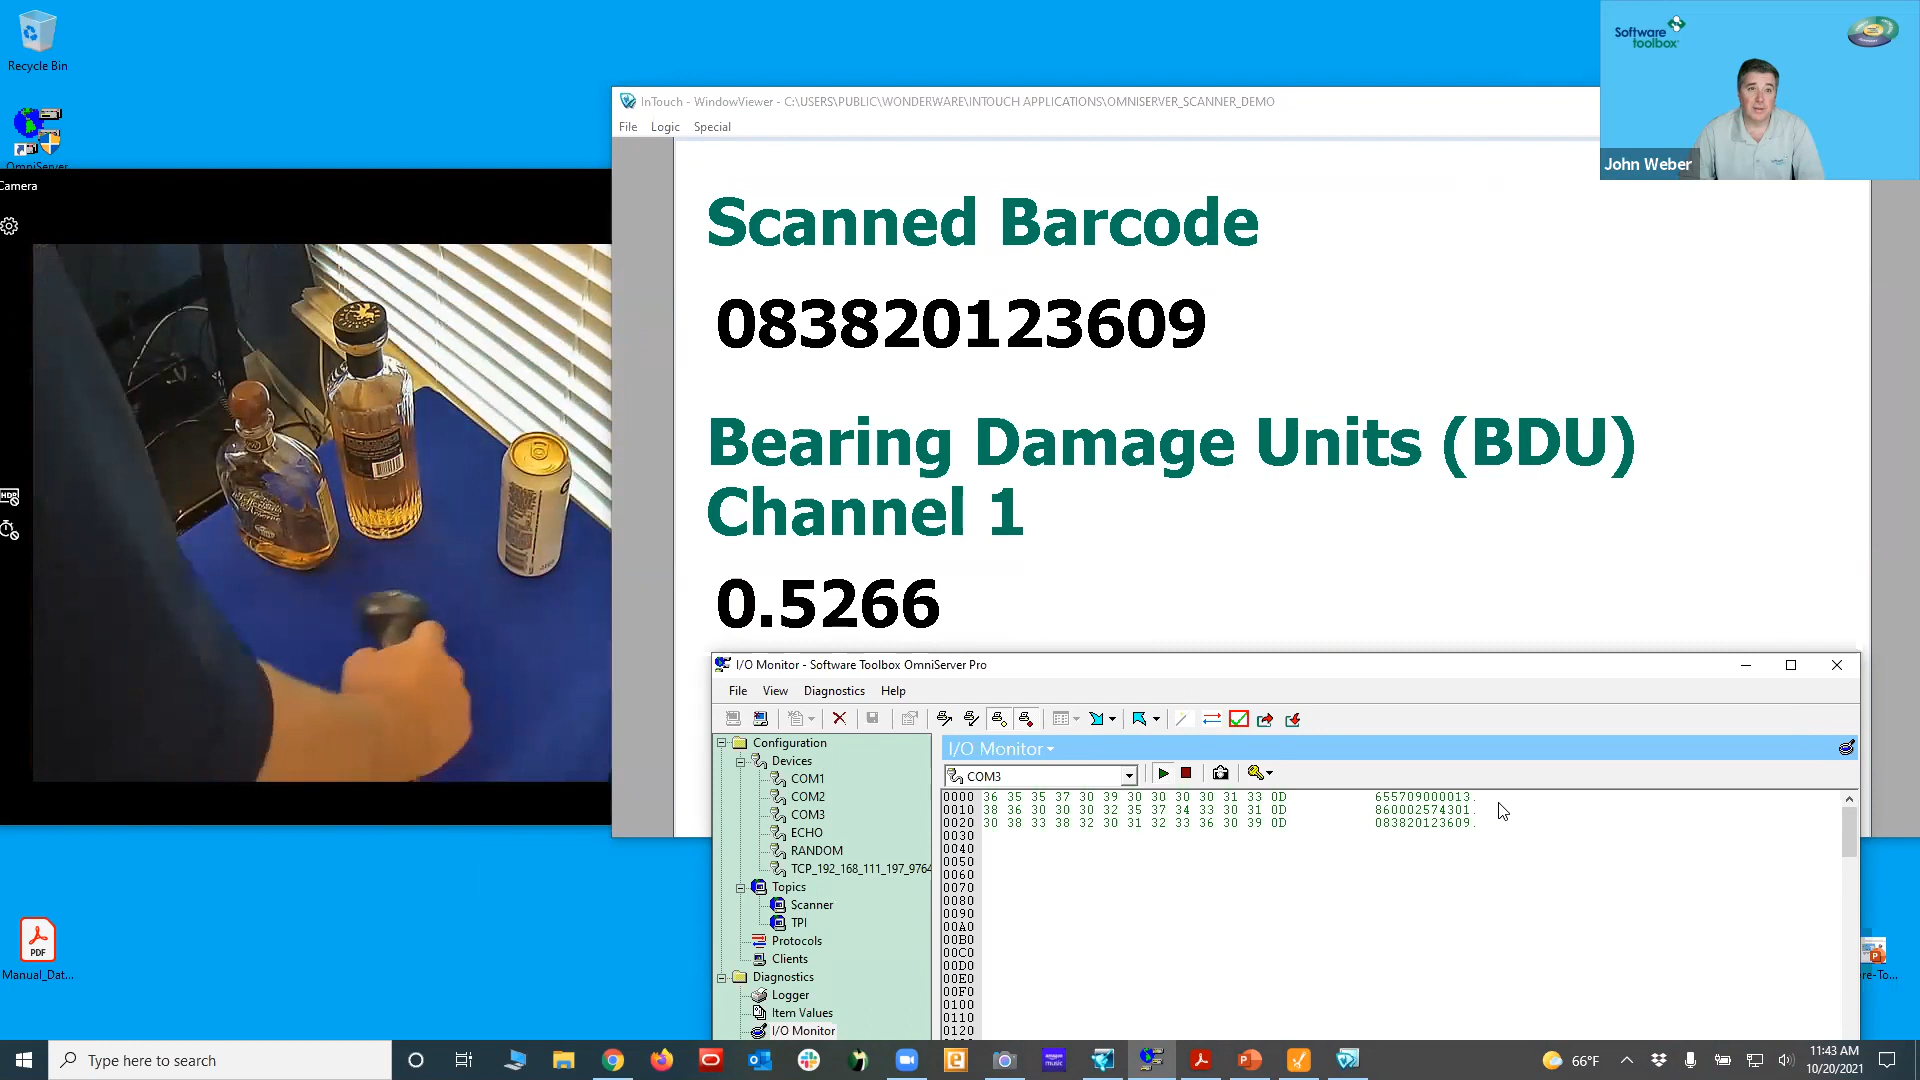 Recycle Bin
OmniServer
Camera
InTouch - WindowViewer - C:\USERS\PUBLIC\WONDERWARE\INTOUCH APPLICATIONS\OMNISERVER_SCANNER_DEMO
File Logic Special
Software toolbox
John Weber
Scanned Barcode
083820123609
Bearing Damage Units (BDU)
Channel 1
0.5266
I/O Monitor - Software Toolbox OmniServer Pro
File View Diagnostics Help
Configuration
Devices
COM1
COM2
COM3
ECHO
RANDOM
TCP_192_168_111_197_9764
Topics
Scanner
TPI
Protocols
Clients
Diagnostics
Logger
Item Values
I/O Monitor
I/O Monitor
COM3
0000 36 35 35 37 30 39 30 30 30 30 31 33 0D 655709000013.
0010 38 36 30 30 30 32 35 37 34 33 30 31 0D 860002574301.
0020 30 38 33 38 32 30 31 32 33 36 30 39 0D 083820123609.
0030
0040
0050
0060
0070
0080
0090
00A0
00B0
00C0
00D0
00E0
00F0
0100
0110
0120
PDF
Manual_Dat...
re-To...
Type here to search
66°F
11:43 AM
10/20/2021